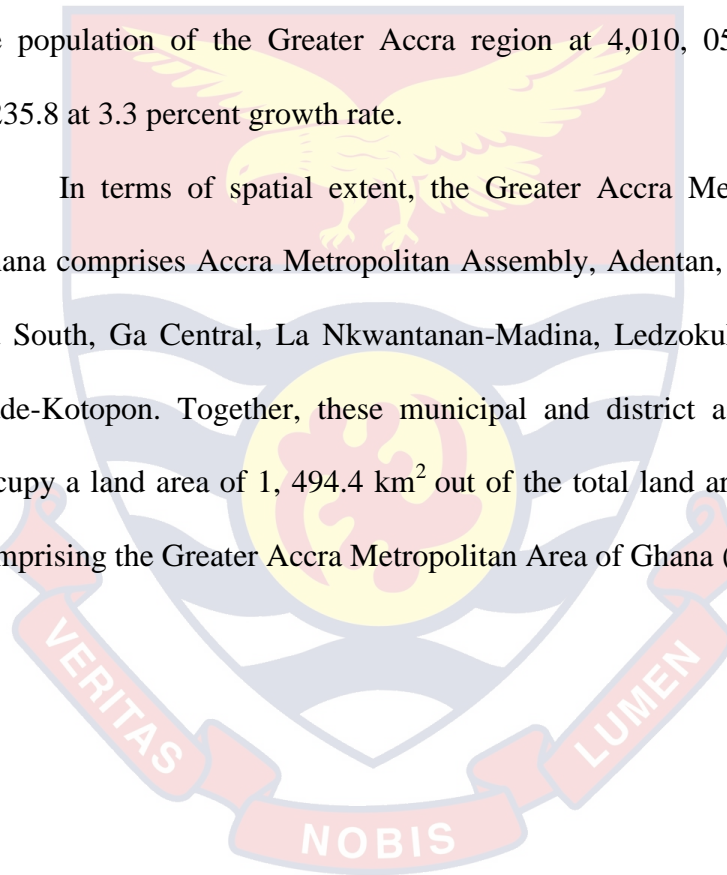 population of the Greater Accra region at 4,010, 05
235.8 at 3.3 percent growth rate.
In terms of spatial extent, the Greater Accra Me
ana comprises Accra Metropolitan Assembly, Adentan,
South, Ga Central, La Nkwantanan-Madina, Ledzokul
de-Kotopon. Together, these municipal and district a
cupy a land area of 1, 494.4 km² out of the total land ar
mprising the Greater Accra Metropolitan Area of Ghana (
VERITAS
NOBIS
LUMEN